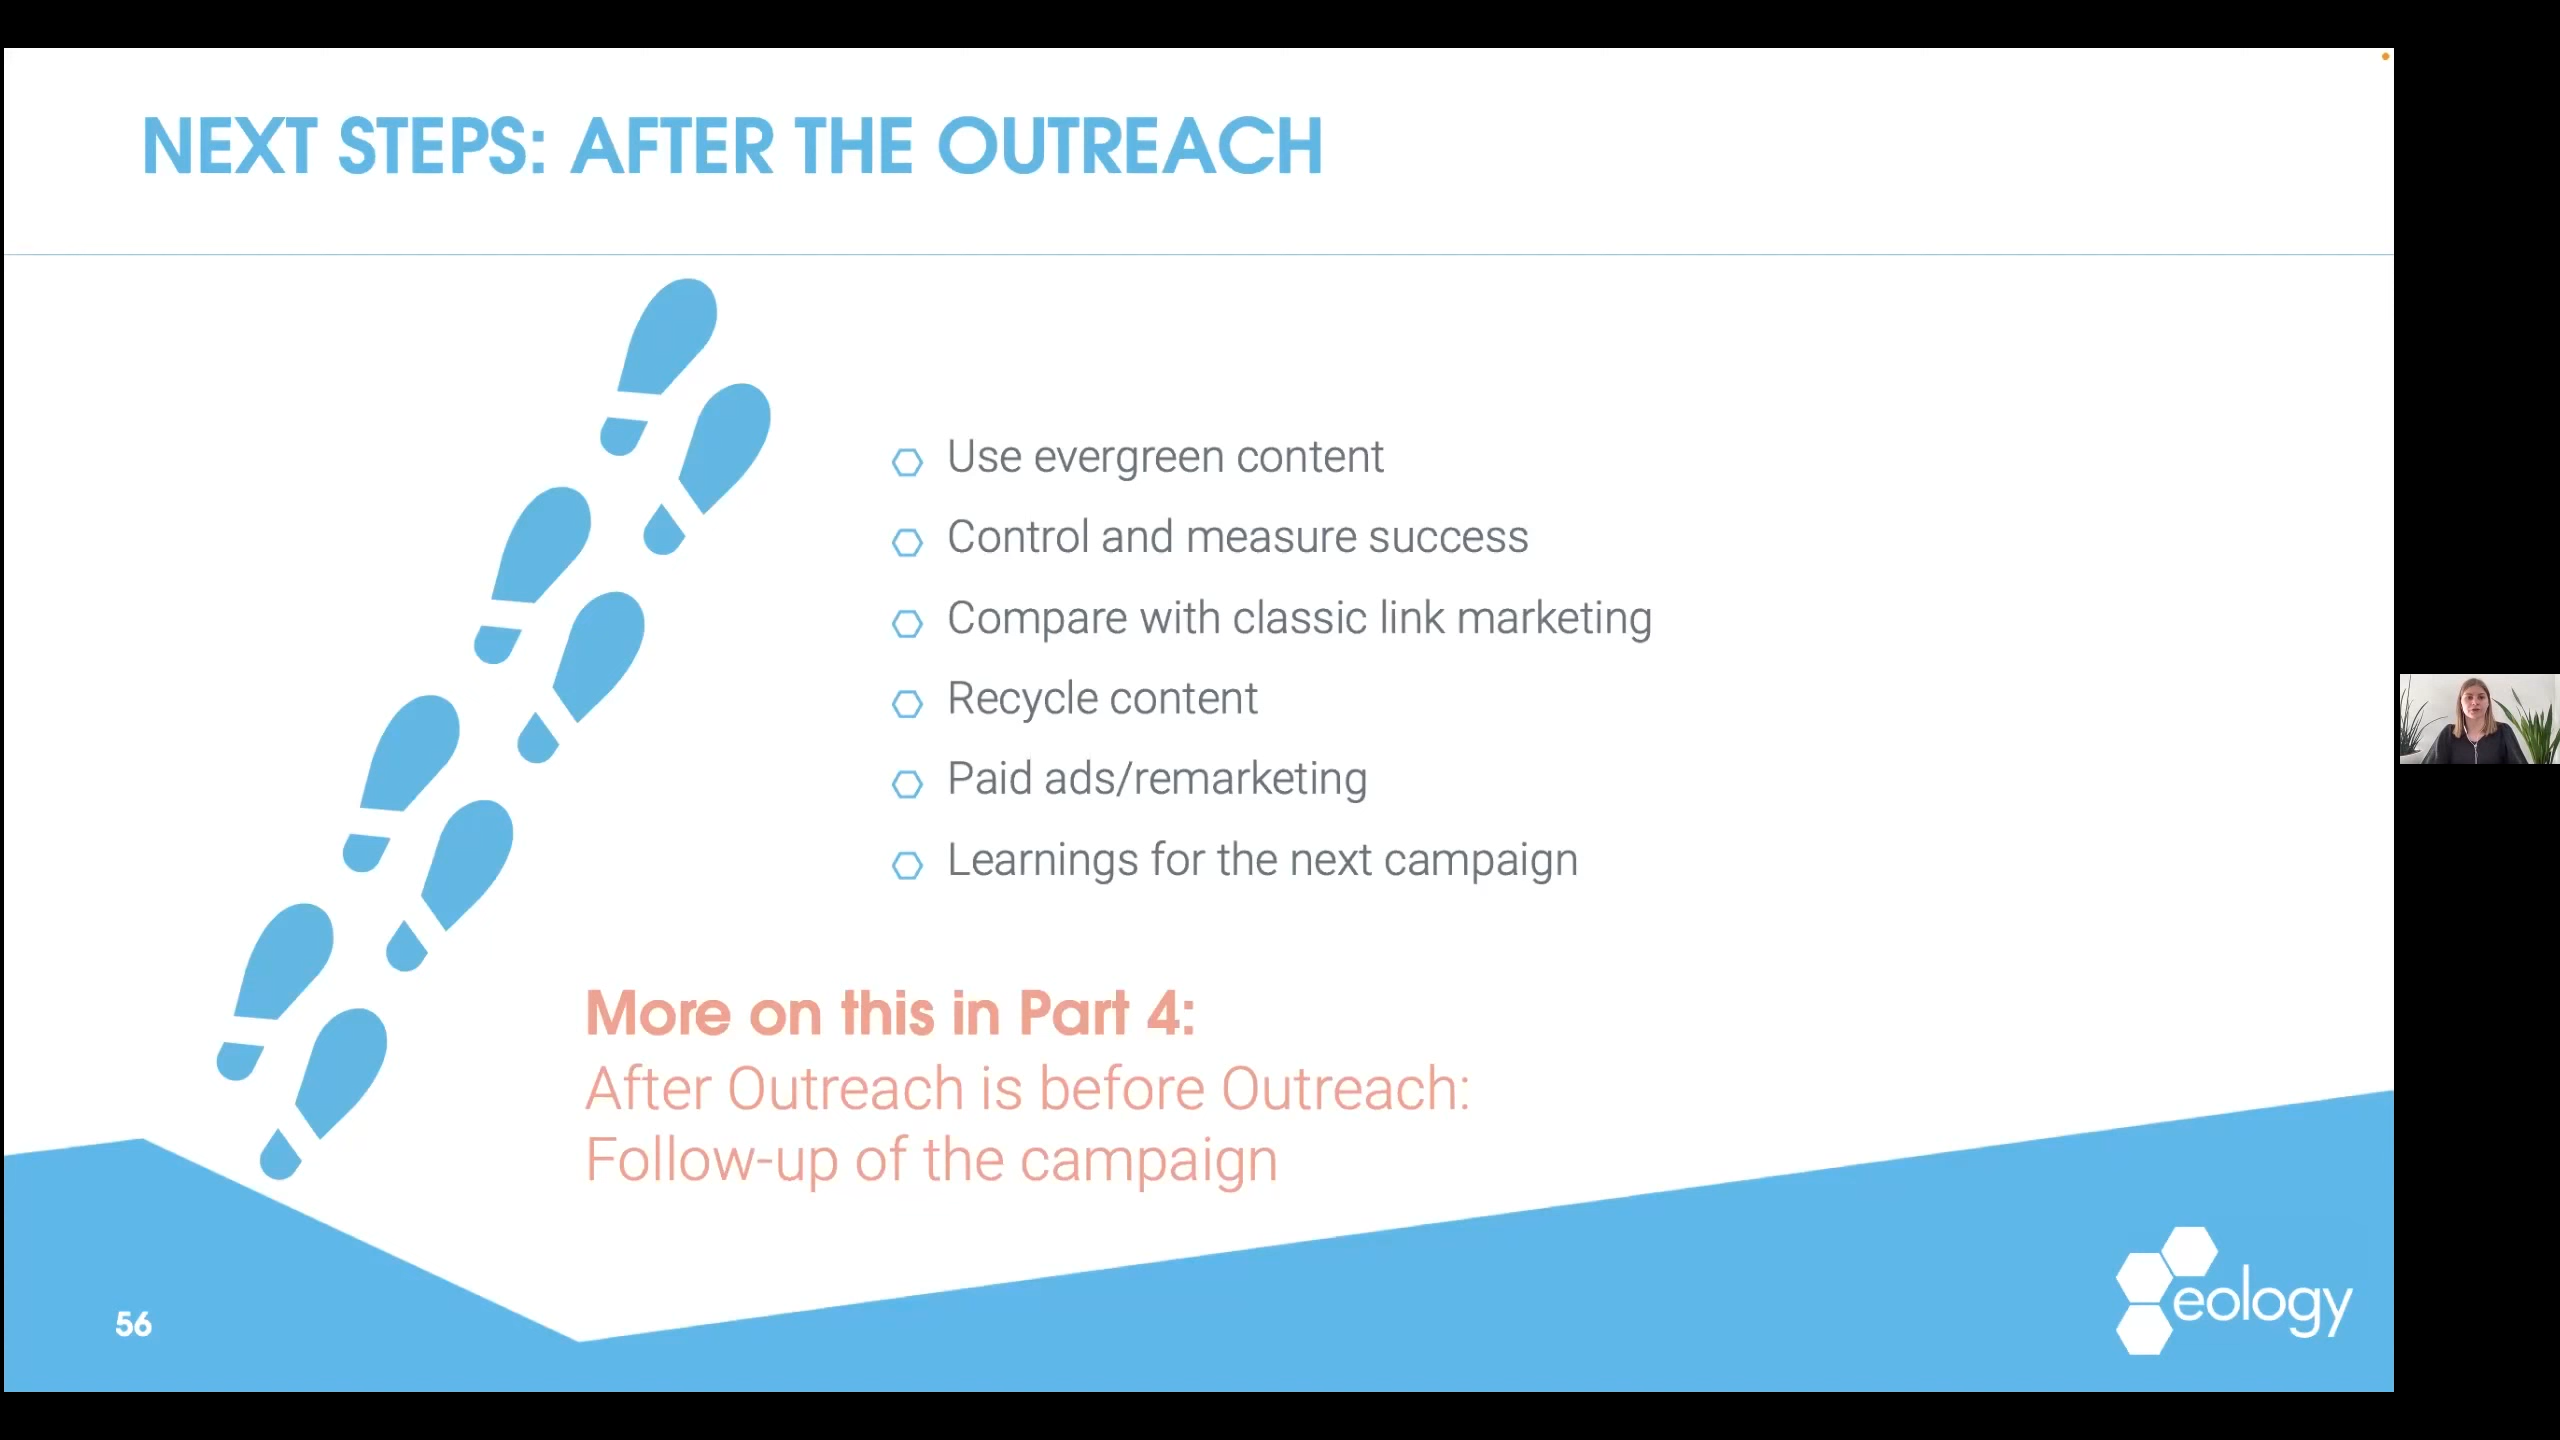 NEXT STEPS: AFTER THE OUTREACH
Use evergreen content
Control and measure success
Compare with classic link marketing
Recycle content
Paid ads/remarketing
Learnings for the next campaign
More on this in Part 4:
After Outreach is before Outreach:
Follow-up of the campaign
56
eology